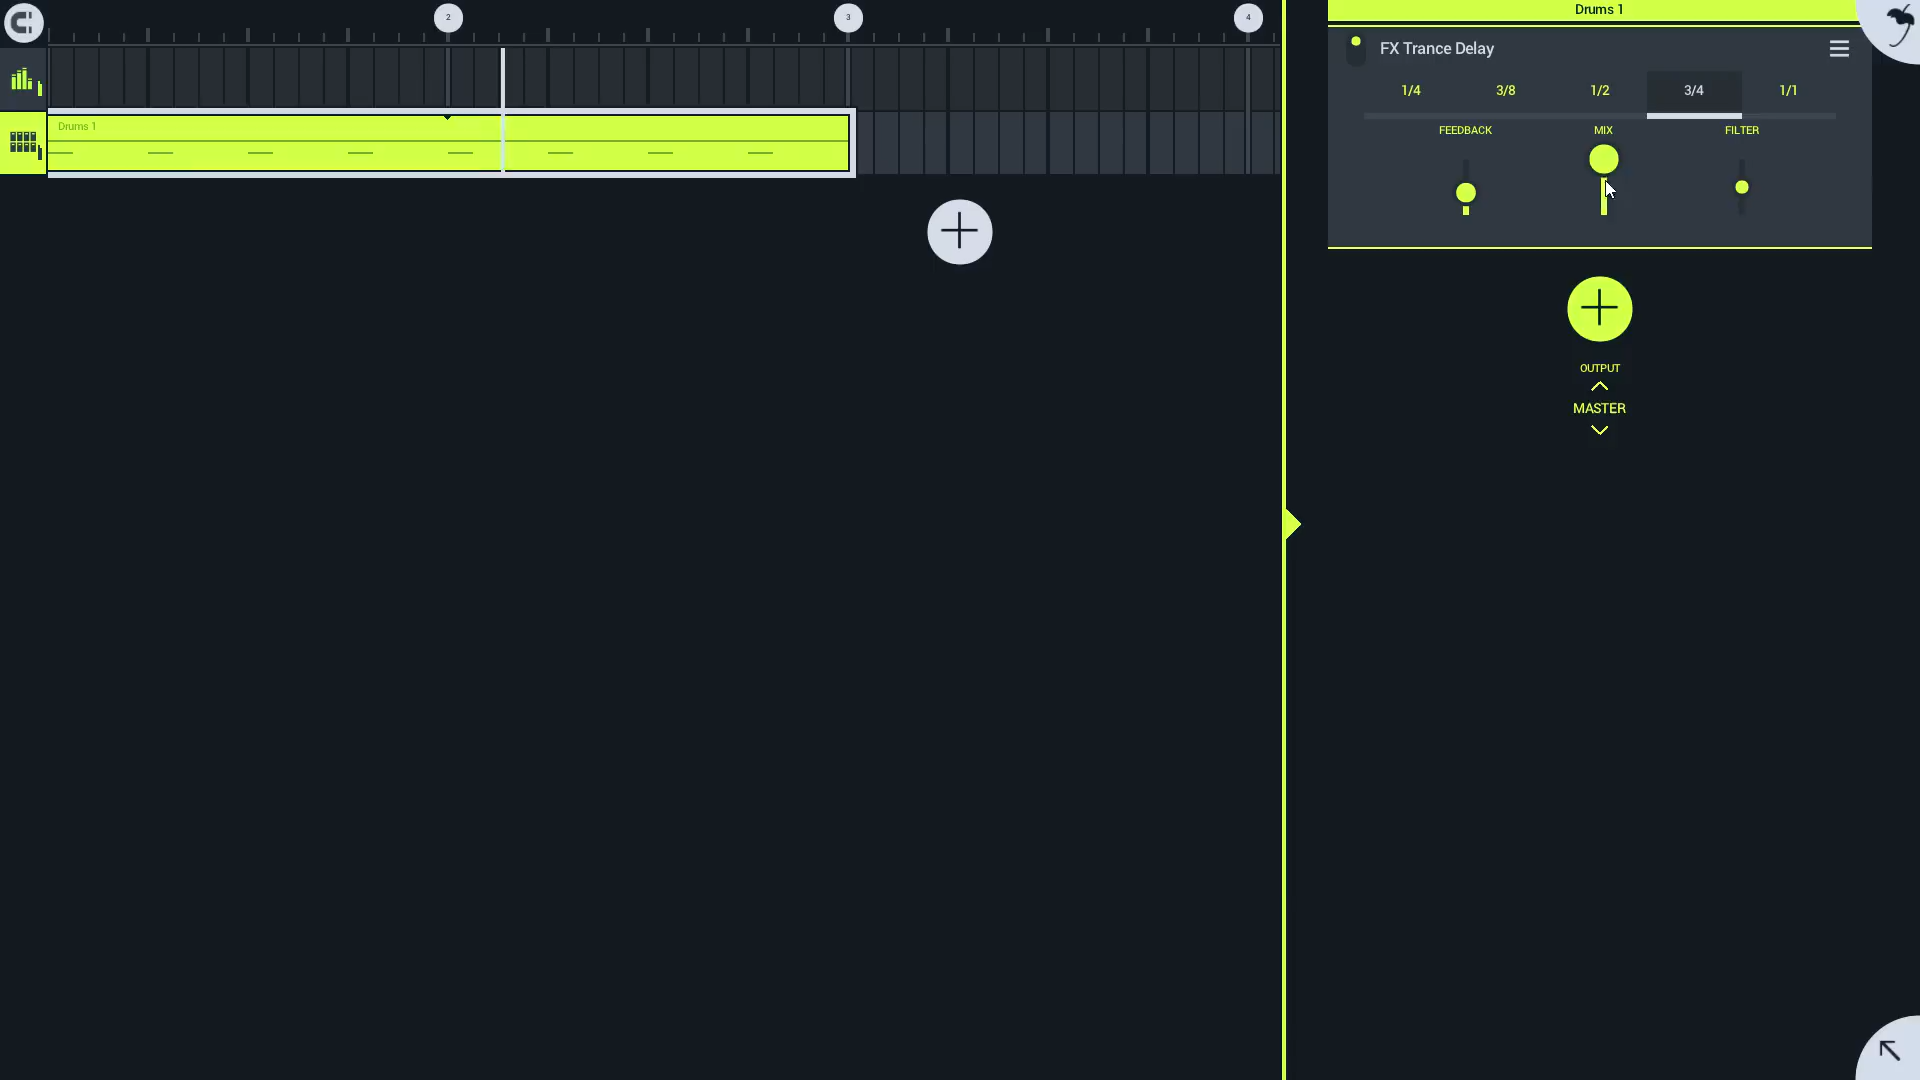 2
3
4
Drums 1
Drums 1
FX Trance Delay
1/4
3/8
1/2
3/4
1/1
FEEDBACK
MIX
FILTER
OUTPUT
MASTER